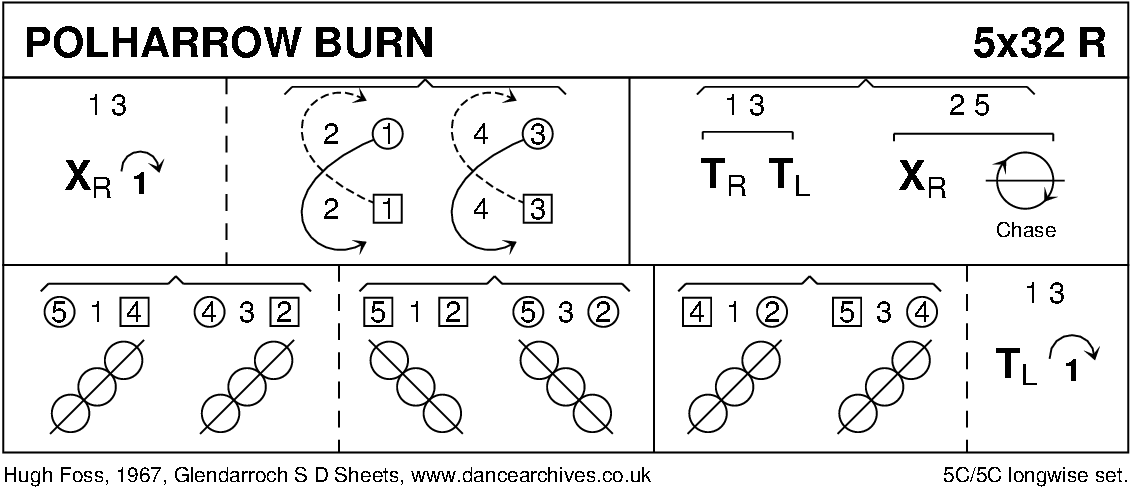 POLHARROW BURN 5x32 R
1 3
XR 1
2 1 4 3
2 1 4 3
1 3 2 5
TR TL XR
Chase
5 1 4 4 3 2
5 1 2 5 3 2
4 1 2 5 3 4
1 3
TL 1
Hugh Foss, 1967, Glendarroch S D Sheets, www.dancearchives.co.uk 5C/5C longwise set.